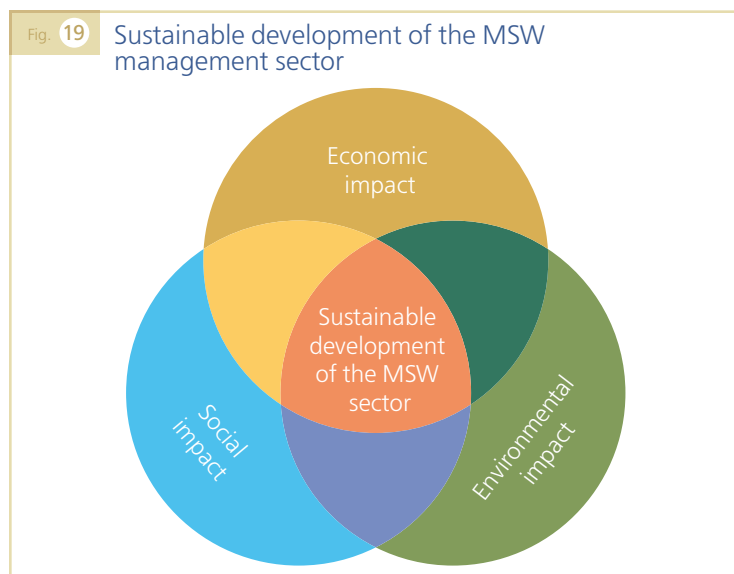 Fig. 19
Sustainable development of the MSW
management sector
Economic
impact
Sustainable
development
of the MSW
sector
Social
impact
Environmental
impact